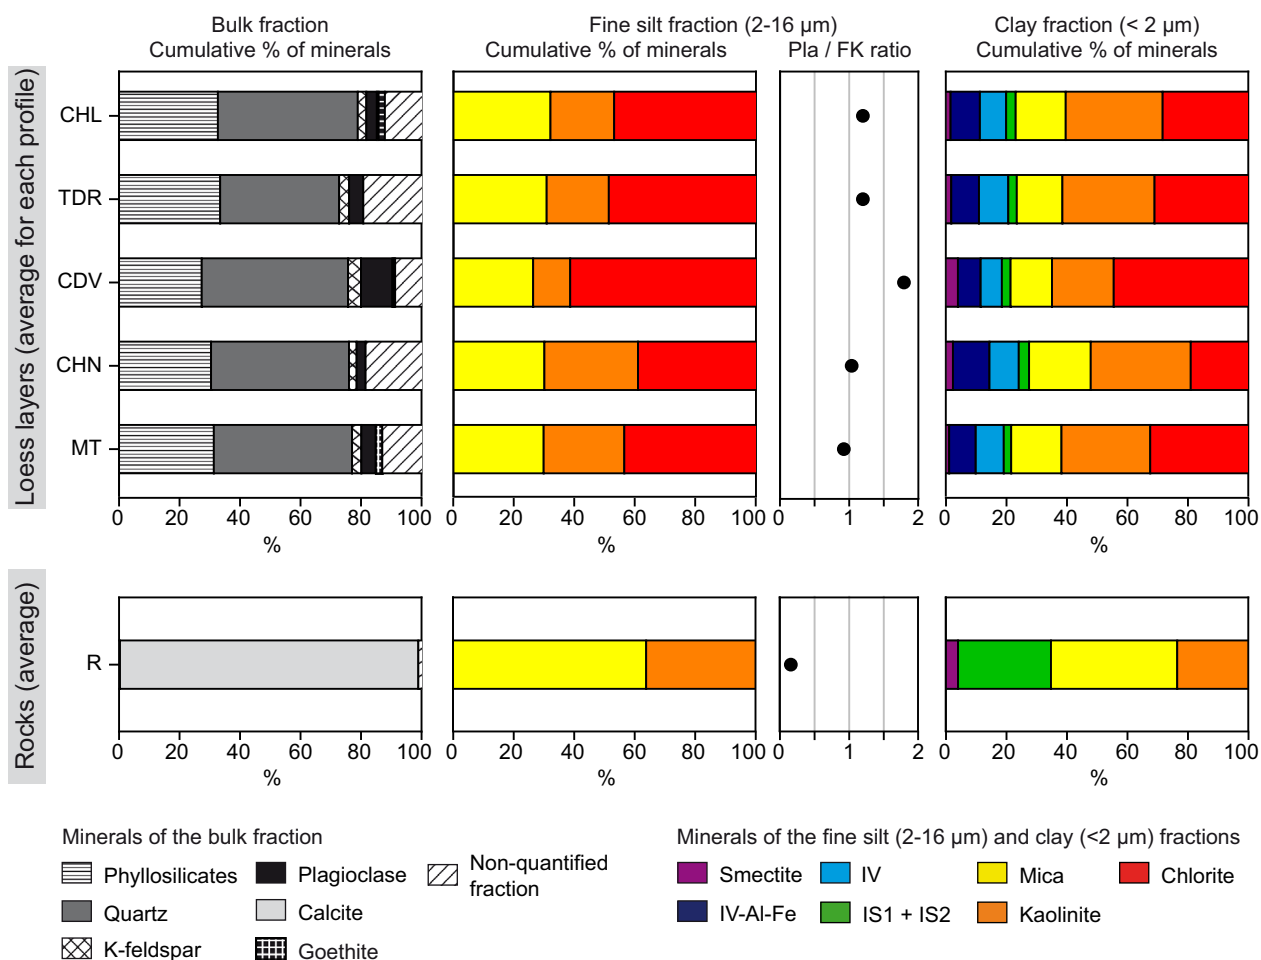 Bulk fraction
Cumulative % of minerals
Fine silt fraction (2-16 µm)
Cumulative % of minerals
Pla / FK ratio
Clay fraction (< 2 µm)
Cumulative % of minerals
Loess layers (average for each profile)
CHL
TDR
CDV
CHN
MT
0 20 40 60 80 100
%
0 20 40 60 80 100
%
0 1 2
0 20 40 60 80 100
%
Rocks (average)
R
0 20 40 60 80 100
%
0 20 40 60 80 100
%
0 1 2
0 20 40 60 80 100
%
Minerals of the bulk fraction
Phyllosilicates
Plagioclase
Non-quantified
fraction
Quartz
Calcite
K-feldspar
Goethite
Minerals of the fine silt (2-16 µm) and clay (<2 µm) fractions
Smectite
IV
Mica
Chlorite
IV-Al-Fe
IS1 + IS2
Kaolinite